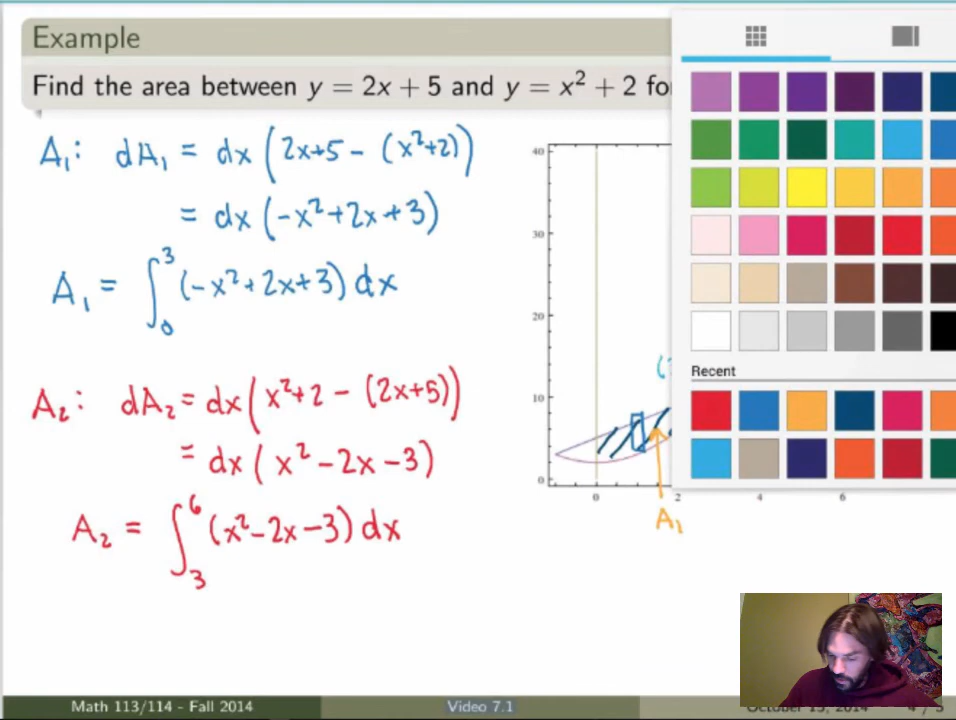 Example
Find the area between y = 2x + 5 and y = x² + 2 fo
A₁: dA₁ = dx (2x+5 - (x²+2))
= dx (-x²+2x+3)
A₁ = ∫₀³ (-x²+2x+3) dx
A₂: dA₂ = dx (x²+2 - (2x+5))
= dx (x² -2x -3)
A₂ = ∫₃⁶ (x²-2x-3) dx
40
30
20
10
0
0 2 4 6
A₁
Recent
Math 113/114 - Fall 2014 Video 7.1 October 15, 2014 4 / 5